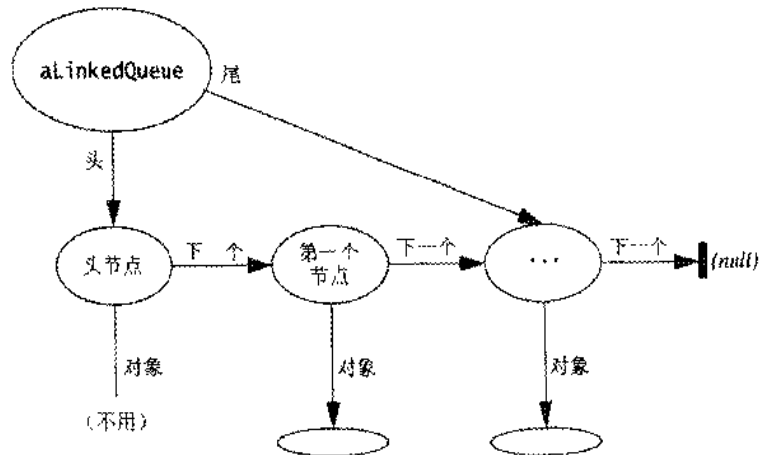 aLinkedQueue
尾
头
头节点
下一个
第一个
节点
下一个
...
下一个
(null)
对象
对象
对象
(不用)